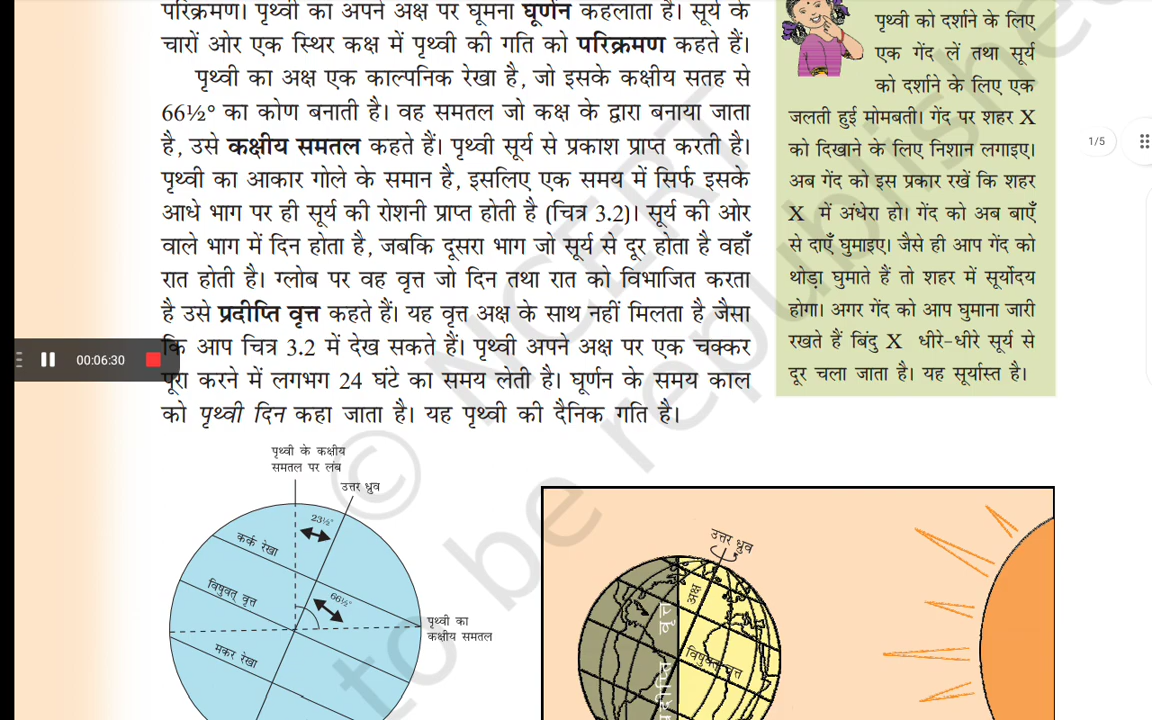 परिक्रमण। पृथ्वी का अपने अक्ष पर घूमना घूर्णन कहलाता है। सूर्य के
चारों ओर एक स्थिर कक्ष में पृथ्वी की गति को परिक्रमण कहते हैं।
पृथ्वी का अक्ष एक काल्पनिक रेखा है, जो इसके कक्षीय सतह से
66½° का कोण बनाती है। वह समतल जो कक्ष के द्वारा बनाया जाता
है, उसे कक्षीय समतल कहते हैं। पृथ्वी सूर्य से प्रकाश प्राप्त करती है।
पृथ्वी का आकार गोले के समान है, इसलिए एक समय में सिर्फ इसके
आधे भाग पर ही सूर्य की रोशनी प्राप्त होती है (चित्र 3.2)। सूर्य की ओर
वाले भाग में दिन होता है, जबकि दूसरा भाग जो सूर्य से दूर होता है वहाँ
रात होती है। ग्लोब पर वह वृत्त जो दिन तथा रात को विभाजित करता
है उसे प्रदीप्ति वृत्त कहते हैं। यह वृत्त अक्ष के साथ नहीं मिलता है जैसा
कि आप चित्र 3.2 में देख सकते हैं। पृथ्वी अपने अक्ष पर एक चक्कर
पूरा करने में लगभग 24 घंटे का समय लेती है। घूर्णन के समय काल
को पृथ्वी दिन कहा जाता है। यह पृथ्वी की दैनिक गति है।
00:06:30
पृथ्वी को दर्शाने के लिए
एक गेंद लें तथा सूर्य
को दर्शाने के लिए एक
जलती हुई मोमबती। गेंद पर शहर X
को दिखाने के लिए निशान लगाइए।
अब गेंद को इस प्रकार रखें कि शहर
X में अंधेरा हो। गेंद को अब बाएँ
से दाएँ घुमाइए। जैसे ही आप गेंद को
थोड़ा घुमाते हैं तो शहर में सूर्योदय
होगा। अगर गेंद को आप घुमाना जारी
रखते हैं बिंदु X धीरे-धीरे सूर्य से
दूर चला जाता है। यह सूर्यास्त है।
1/5
पृथ्वी के कक्षीय
समतल पर लंब
उत्तर ध्रुव
23½°
कर्क रेखा
विषुवत् वृत्त
66½°
पृथ्वी का
कक्षीय समतल
मकर रेखा
उत्तर ध्रुव
अक्ष
विषुवत वृत्त
प्रदीप्ति वृत्त
© NCERT
to be republished